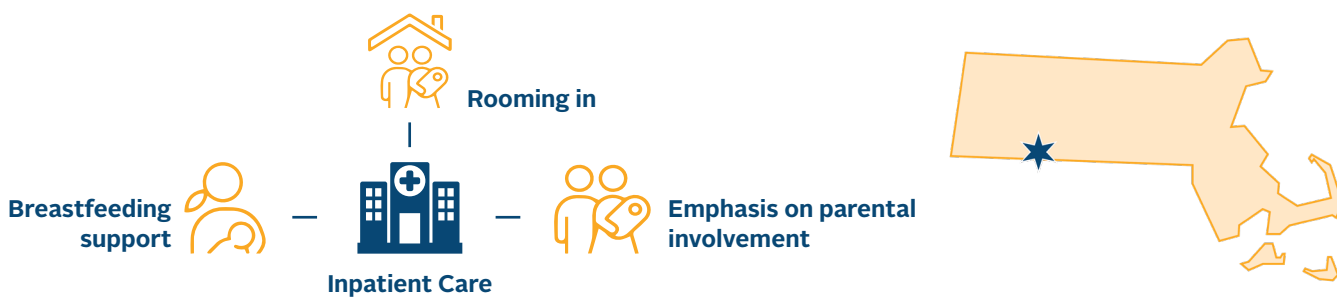 Rooming in
Breastfeeding
support
Emphasis on parental
involvement
Inpatient Care